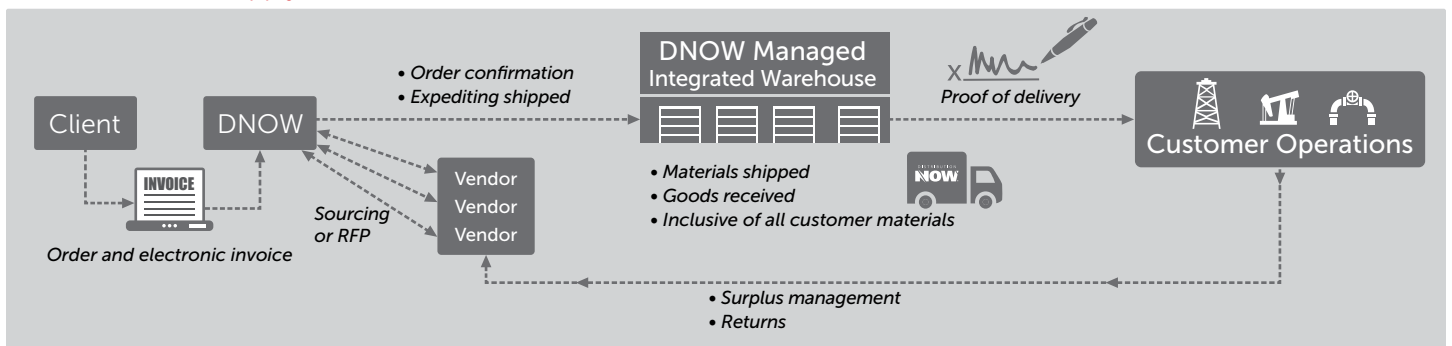 • Order confirmation
• Expediting shipped
DNOW Managed
Integrated Warehouse
x
Proof of delivery
Client
DNOW
Customer Operations
INVOICE
Order and electronic invoice
Sourcing
or RFP
Vendor
Vendor
Vendor
• Materials shipped
• Goods received
• Inclusive of all customer materials
DISTRIBUTION
NOW
• Surplus management
• Returns